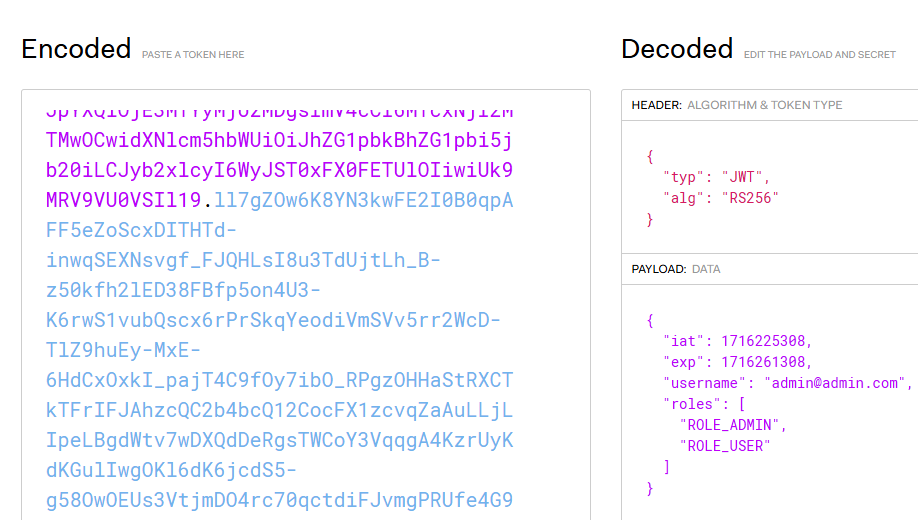 Encoded PASTE A TOKEN HERE
TMwOCwidXNlcm5hbWUiOiJhZG1pbkBhZG1pbi5j
b20iLCJyb2xlcyI6WyJST0xFX0FETUlOIiwiUk9
MRV9VU0VSIl19.ll7gZOw6K8YN3kwFE2I0B0qpA
FF5eZoScxDITHTd-
inwqSEXNsvgf_FJQHLsI8u3TdUjtLh_B-
z50kfh2lED38FBfp5on4U3-
K6rwS1vubQscx6rPrSkqYeodiVmSVv5rr2WcD-
TlZ9huEy-MxE-
6HdCxOxkI_pajT4C9fOy7ibO_RPgzOHHaStRXCT
kTFrIFJAhzcQC2b4bcQ12CocFX1zcvqZaAuLLjL
IpeLBgdWtv7wDXQdDeRgsTWCoY3VqqgA4KzrUyK
dKGulIwgOKl6dK6jcdS5-
g58OwOEUs3VtjmDO4rc70qctdiFJvmgPRUfe4G9
Decoded EDIT THE PAYLOAD AND SECRET
HEADER: ALGORITHM & TOKEN TYPE
{
"typ": "JWT",
"alg": "RS256"
}
PAYLOAD: DATA
{
"iat": 1716225308,
"exp": 1716261308,
"username": "admin@admin.com",
"roles": [
"ROLE_ADMIN",
"ROLE_USER"
]
}